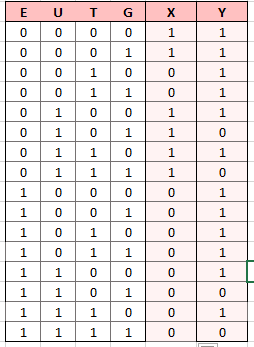 E U T G X Y
0 0 0 0 1 1
0 0 0 1 1 1
0 0 1 0 0 1
0 0 1 1 0 1
0 1 0 0 1 1
0 1 0 1 1 0
0 1 1 0 1 1
0 1 1 1 1 0
1 0 0 0 0 1
1 0 0 1 0 1
1 0 1 0 0 1
1 0 1 1 0 1
1 1 0 0 0 1
1 1 0 1 0 0
1 1 1 0 0 1
1 1 1 1 0 0